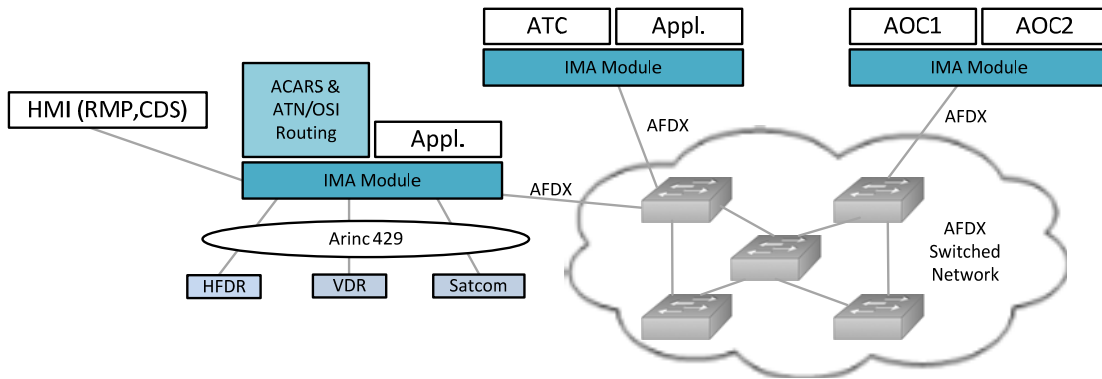 ATC
Appl.
IMA Module
AOC1
AOC2
IMA Module
HMI (RMP,CDS)
ACARS &
ATN/OSI
Routing
Appl.
IMA Module
AFDX
AFDX
AFDX
Arinc 429
HFDR
VDR
Satcom
AFDX
Switched
Network